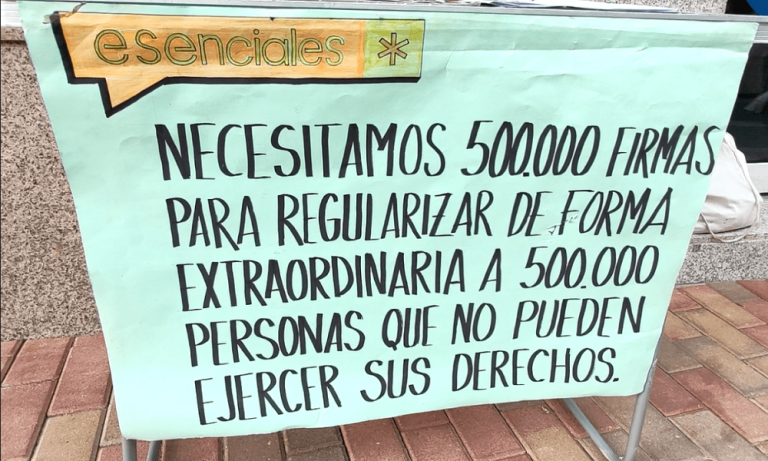 esenciales *
NECESITAMOS 500.000 FIRMAS
PARA REGULARIZAR DE FORMA
EXTRAORDINARIA A 500.000
PERSONAS QUE NO PUEDEN
EJERCER SUS DERECHOS.